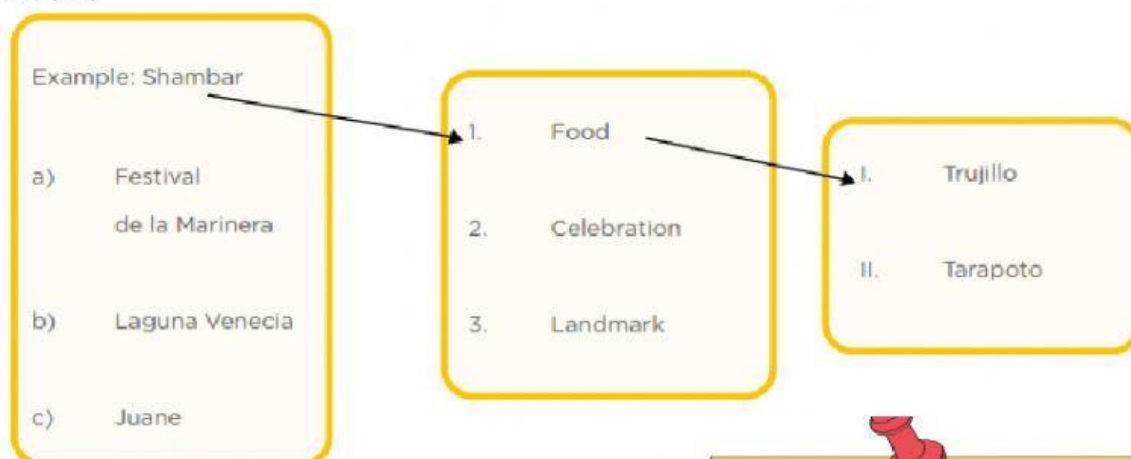 Example: Shambar
a) Festival
de la Marinera
b) Laguna Venecia
c) Juane
1. Food
2. Celebration
3. Landmark
I. Trujillo
II. Tarapoto